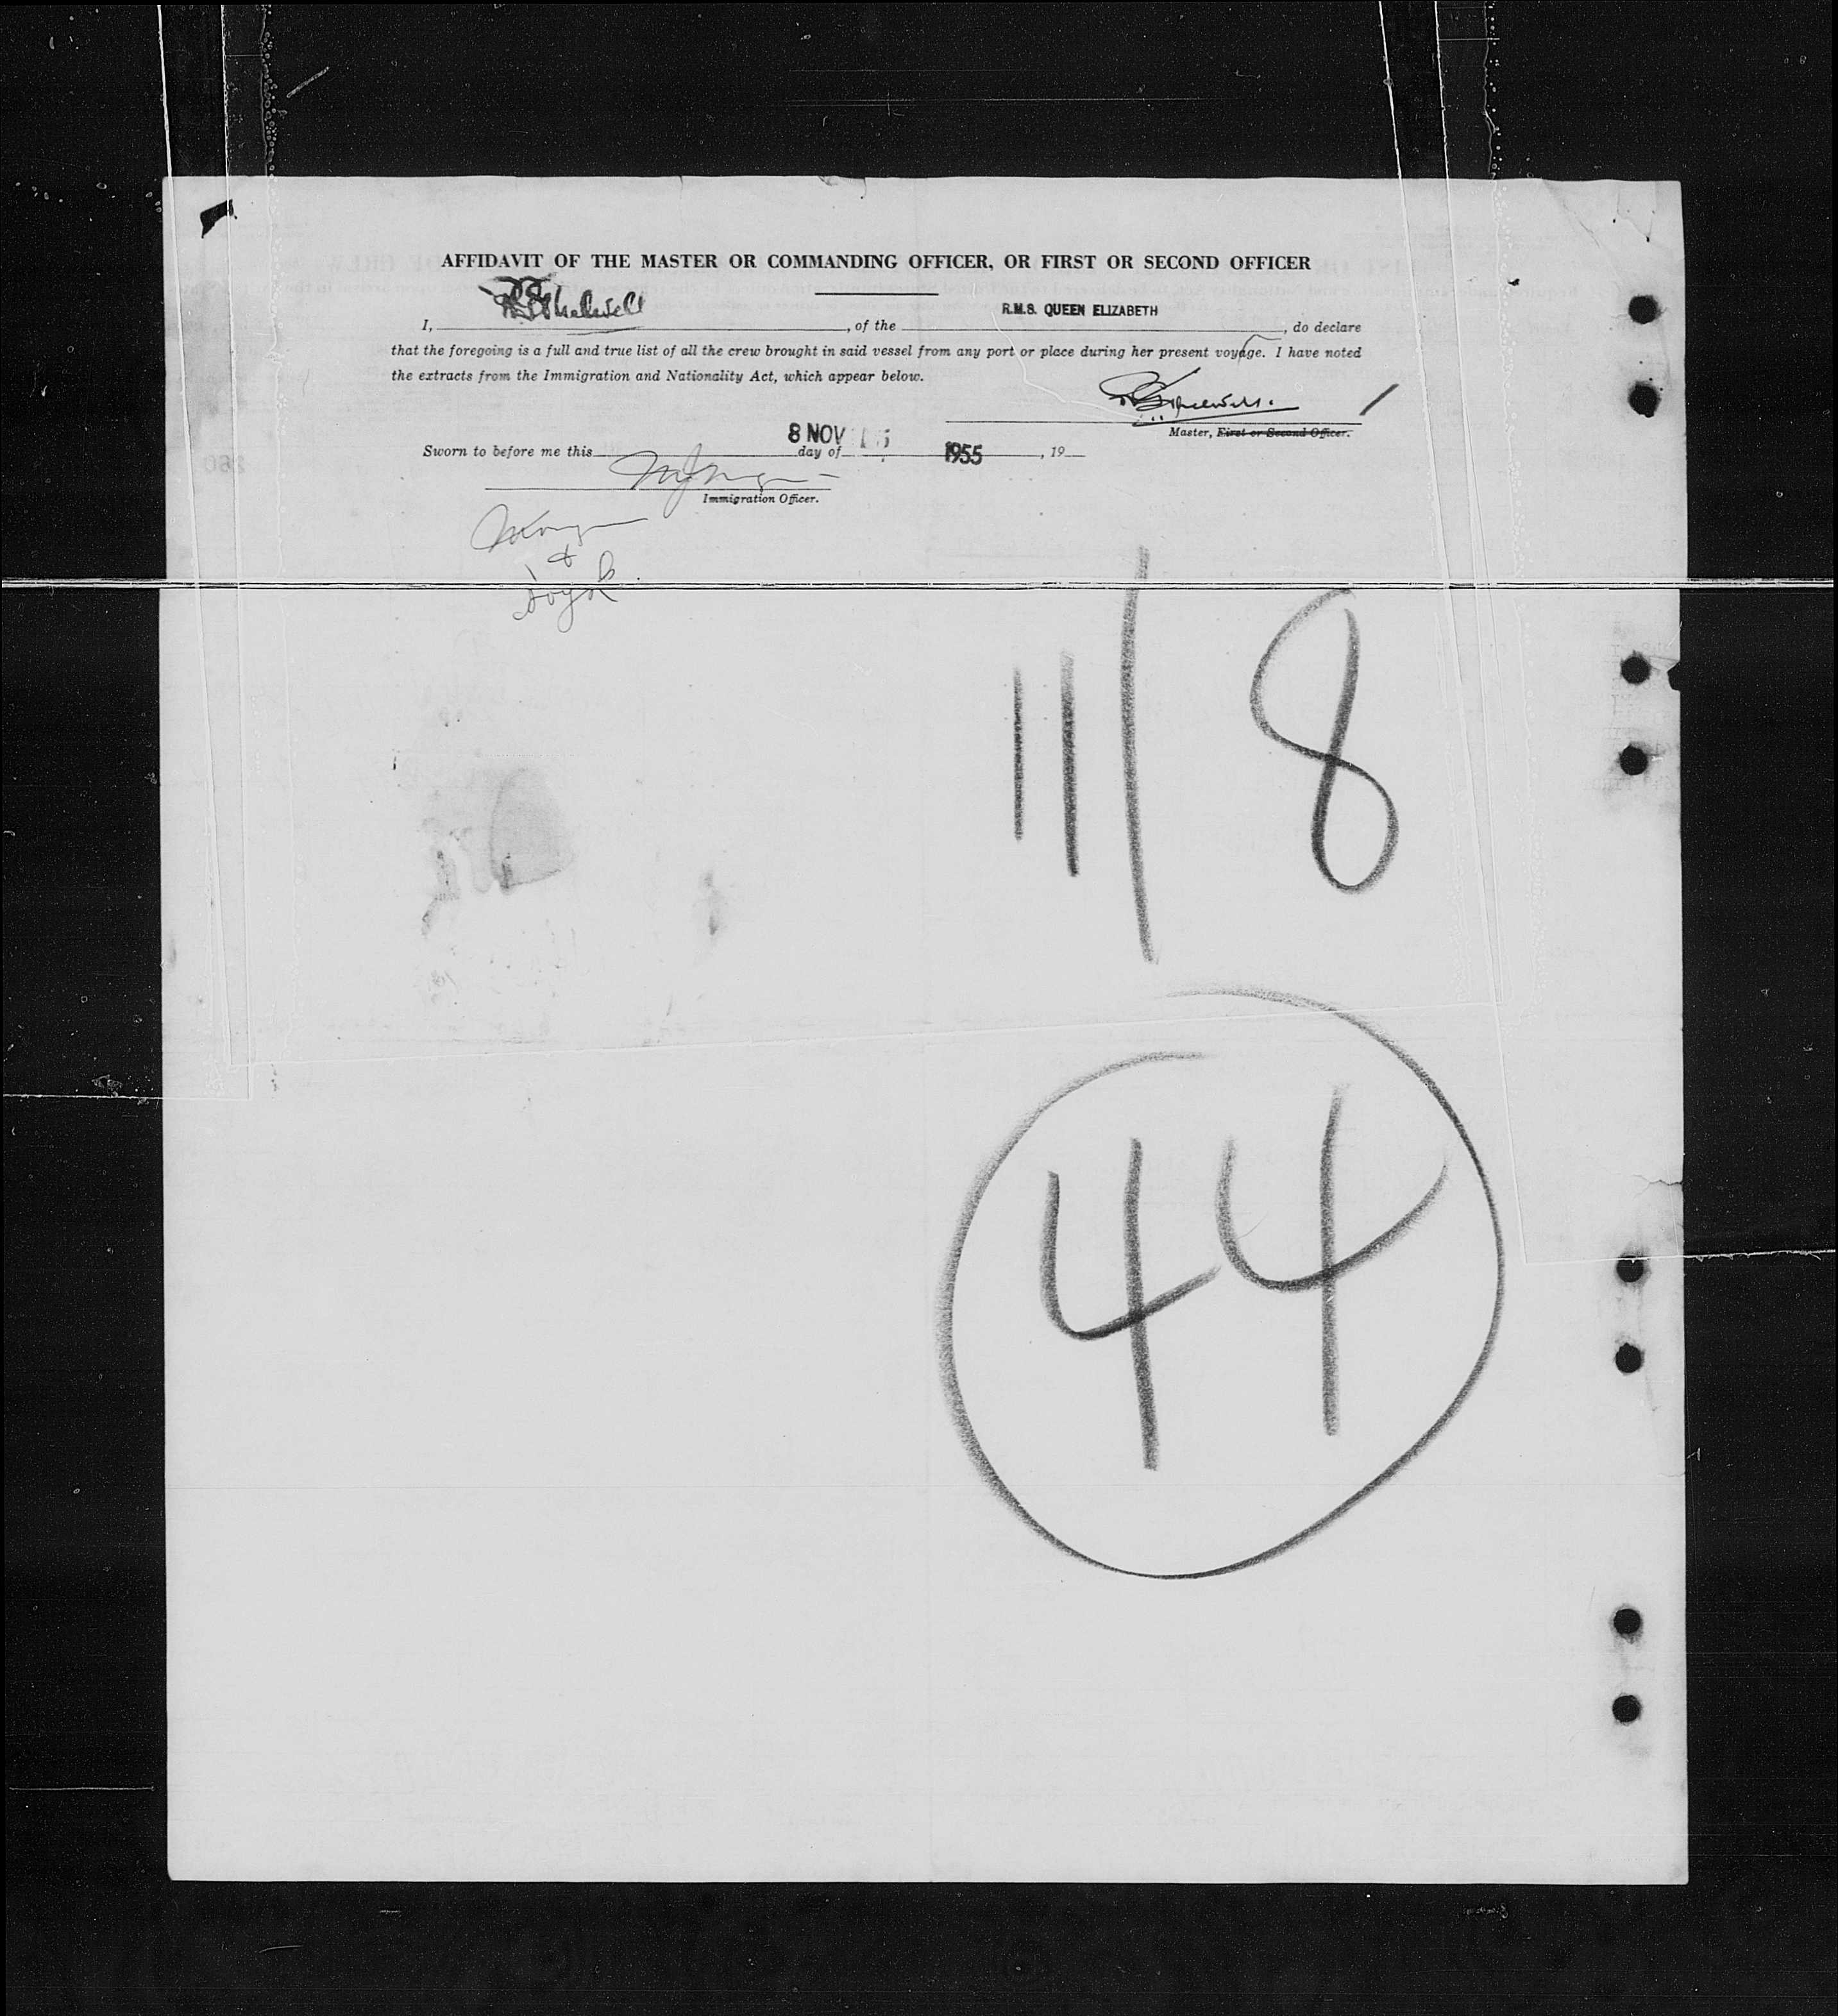 AFFIDAVIT OF THE MASTER OR COMMANDING OFFICER, OR FIRST OR SECOND OFFICER
I, , of the R.M.S. QUEEN ELIZABETH , do declare
that the foregoing is a full and true list of all the crew brought in said vessel from any port or place during her present voyage. I have noted
the extracts from the Immigration and Nationality Act, which appear below.
Master, First or Second Officer.
Sworn to before me this 8 NOV day of 1955 , 19
Immigration Officer.
11/8
44